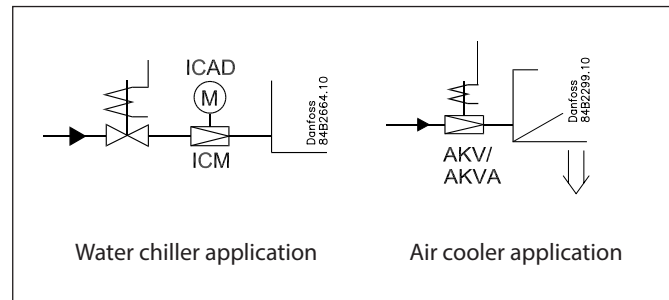 ICAD
M
ICM
Danfoss
84B2664.10
Water chiller application
AKV/
AKVA
Danfoss
84B2299.10
Air cooler application